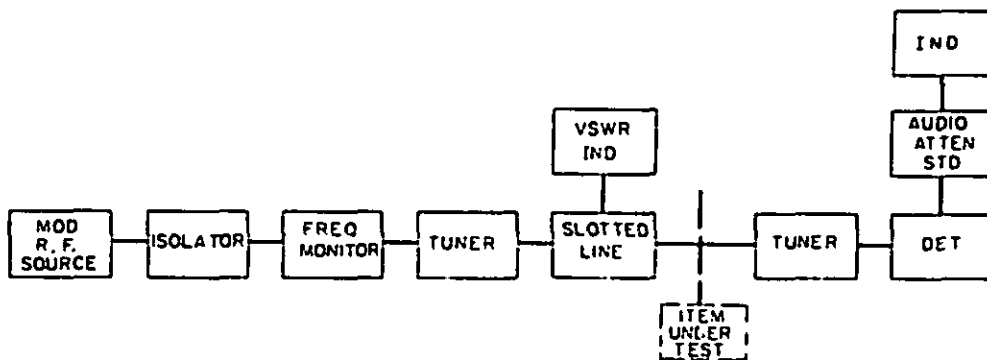 IND
AUDIO
ATTEN
STD
VSWR
IND
MOD
R. F.
SOURCE
ISOLATOR
FREQ
MONITOR
TUNER
SLOTTED
LINE
TUNER
DET
ITEM
UNDER
TEST